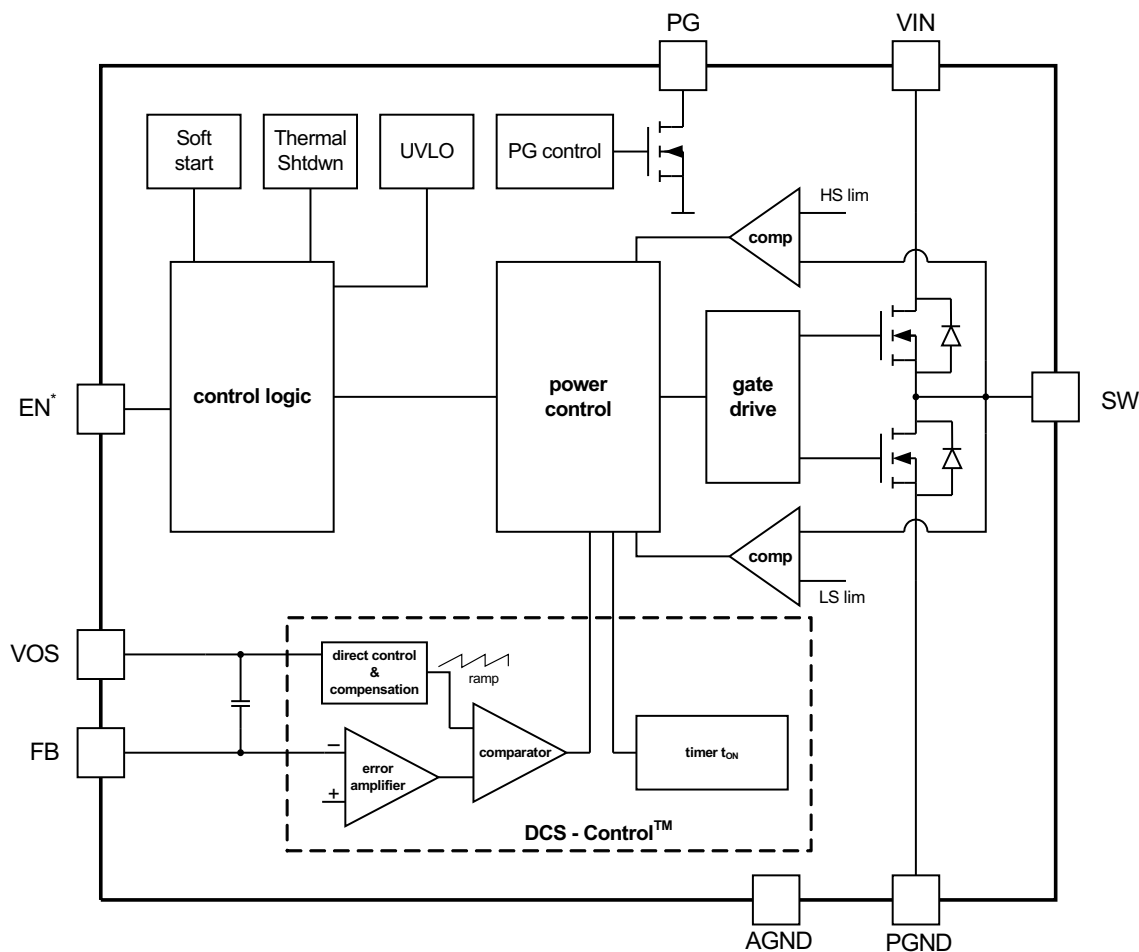 PG
VIN
Soft
start
Thermal
Shtdwn
UVLO
PG control
HS lim
comp
control logic
power
control
gate
drive
EN*
SW
comp
LS lim
VOS
direct control
&
compensation
ramp
FB
−
error
amplifier
+
comparator
timer tON
DCS - Control™
AGND
PGND